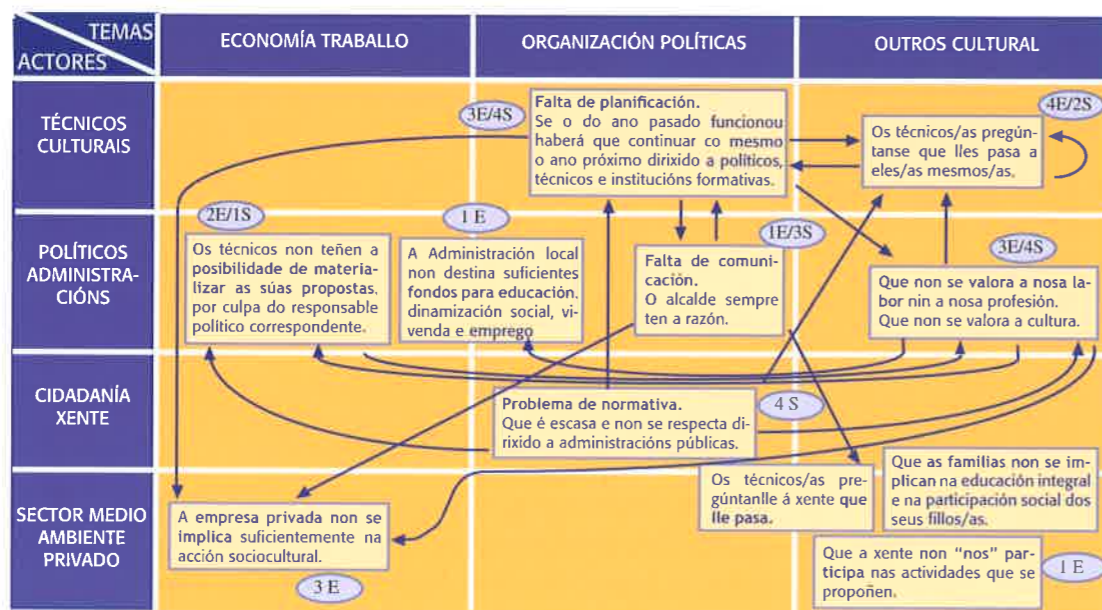 TEMAS
ACTORES
ECONOMÍA TRABALLO
ORGANIZACIÓN POLÍTICAS
OUTROS CULTURAL
TÉCNICOS
CULTURAIS
3E/4S
Falta de planificación.
Se o do ano pasado funcionou
haberá que continuar co mesmo
o ano próximo dirixido a políticos,
técnicos e institucións formativas.
4E/2S
Os técnicos/as pregún-
tanse que lles pasa a
eles/as mesmos/as.
POLÍTICOS
ADMINISTRA-
CIÓNS
2E/1S
Os técnicos non teñen a
posibilidade de materia-
lizar as súas propostas,
por culpa do responsable
político correspondente.
1 E
A Administración local
non destina suficientes
fondos para educación,
dinamización social, vi-
venda e emprego
1E/3S
Falta de comuni-
cación.
O alcalde sempre
ten a razón.
3E/4S
Que non se valora a nosa la-
bor nin a nosa profesión.
Que non se valora a cultura.
CIDADANÍA
XENTE
Problema de normativa.
Que é escasa e non se respecta di-
rixido a administracións públicas.
4 S
SECTOR MEDIO
AMBIENTE
PRIVADO
A empresa privada non se
implica suficientemente na
acción sociocultural.
3 E
Os técnicos/as pre-
gúntanlle á xente que
lle pasa.
Que as familias non se im-
plican na educación integral
e na participación social dos
seus fillos/as.
Que a xente non “nos” par-
ticipa nas actividades que se
propoñen.
1 E